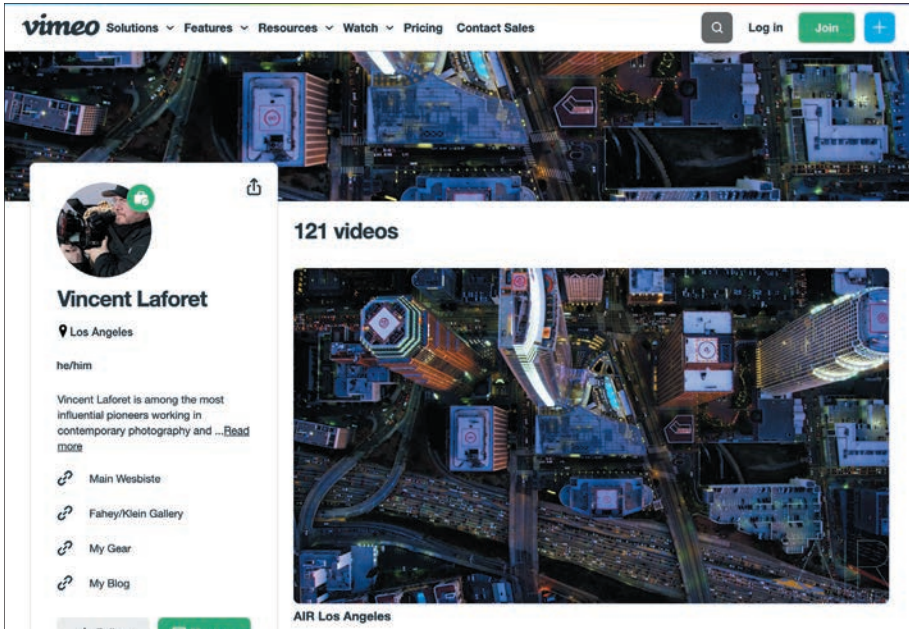 vimeo Solutions Features Resources Watch Pricing Contact Sales Log in Join
121 videos
Vincent Laforet
Los Angeles
he/him
Vincent Laforet is among the most
influential pioneers working in
contemporary photography and ...Read
more
Main Wesbiste
Fahey/Klein Gallery
My Gear
My Blog
AIR
AIR Los Angeles